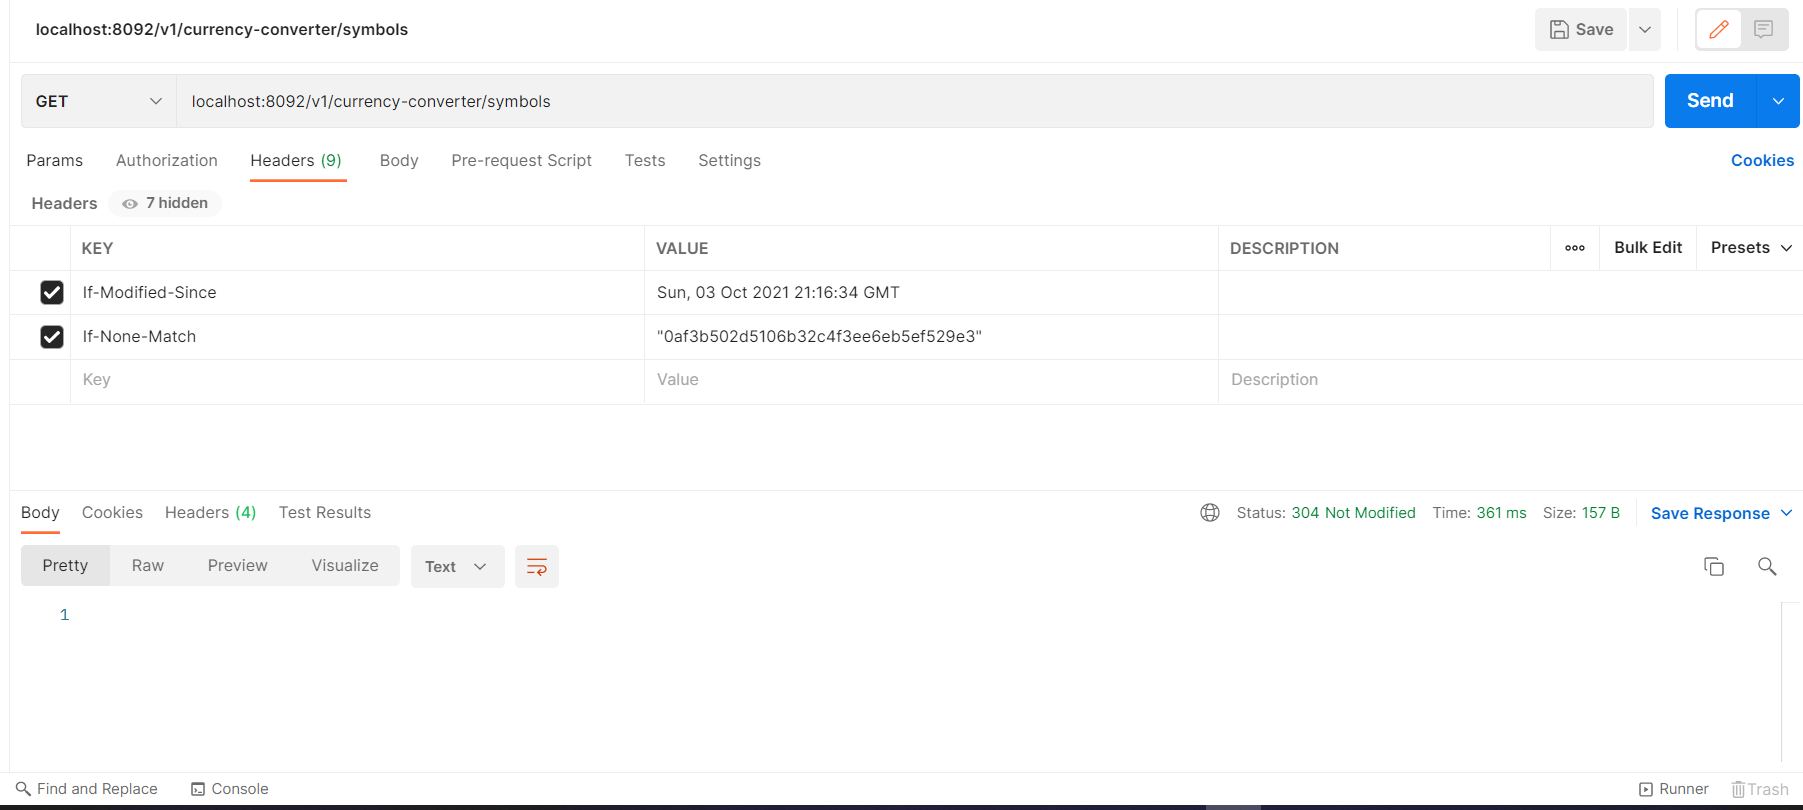 localhost:8092/v1/currency-converter/symbols
Save
GET
localhost:8092/v1/currency-converter/symbols
Send
Params Authorization Headers (9) Body Pre-request Script Tests Settings Cookies
Headers 7 hidden
KEY VALUE DESCRIPTION Bulk Edit Presets
If-Modified-Since Sun, 03 Oct 2021 21:16:34 GMT
If-None-Match "0af3b502d5106b32c4f3ee6eb5ef529e3"
Key Value Description
Body Cookies Headers (4) Test Results Status: 304 Not Modified Time: 361 ms Size: 157 B Save Response
Pretty Raw Preview Visualize Text
1
Find and Replace Console Runner Trash